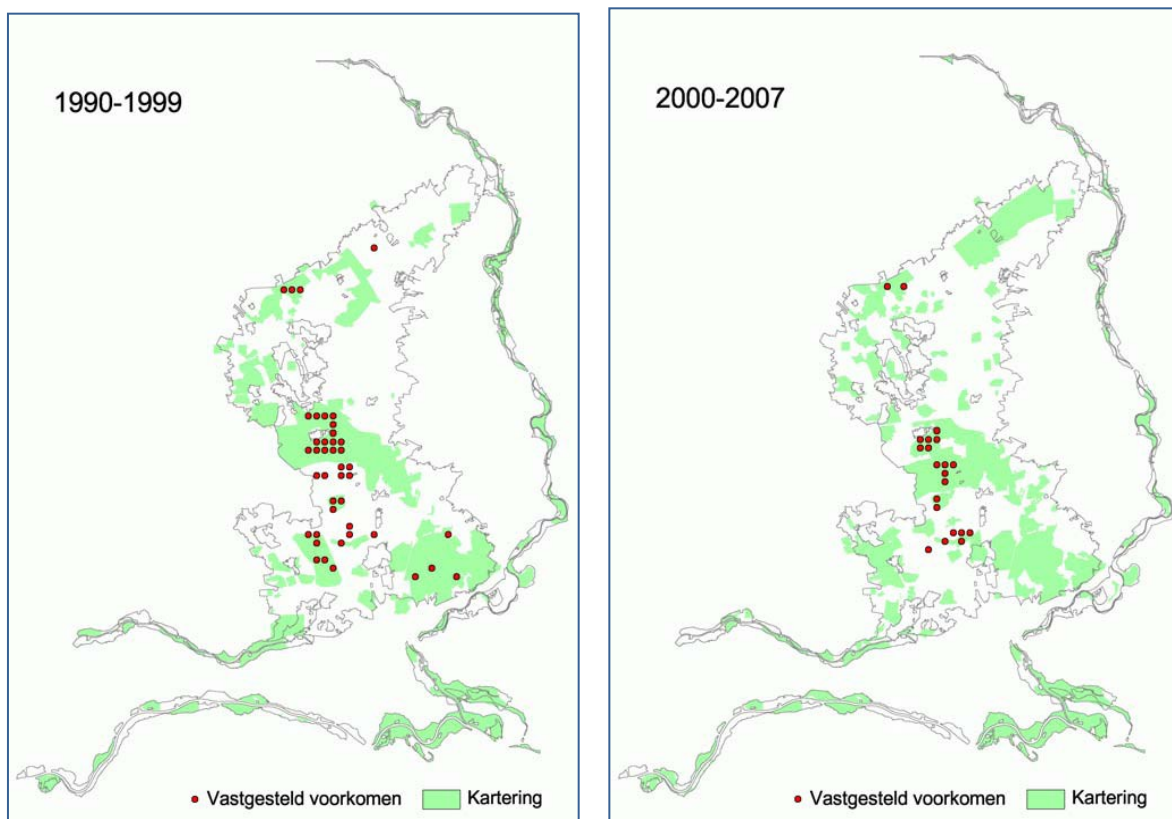 1990-1999
Vastgesteld voorkomen
Kartering
2000-2007
Vastgesteld voorkomen
Kartering